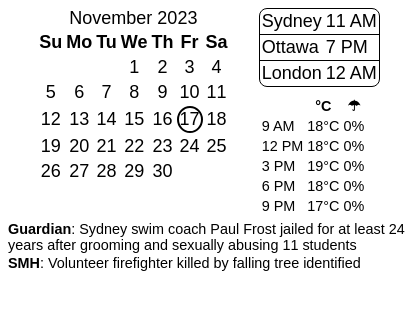 November 2023
Su Mo Tu We Th Fr Sa
1 2 3 4
5 6 7 8 9 10 11
12 13 14 15 16 17 18
19 20 21 22 23 24 25
26 27 28 29 30
Sydney 11 AM
Ottawa 7 PM
London 12 AM
°C ☂
9 AM 18°C 0%
12 PM 18°C 0%
3 PM 19°C 0%
6 PM 18°C 0%
9 PM 17°C 0%
Guardian: Sydney swim coach Paul Frost jailed for at least 24
years after grooming and sexually abusing 11 students
SMH: Volunteer firefighter killed by falling tree identified